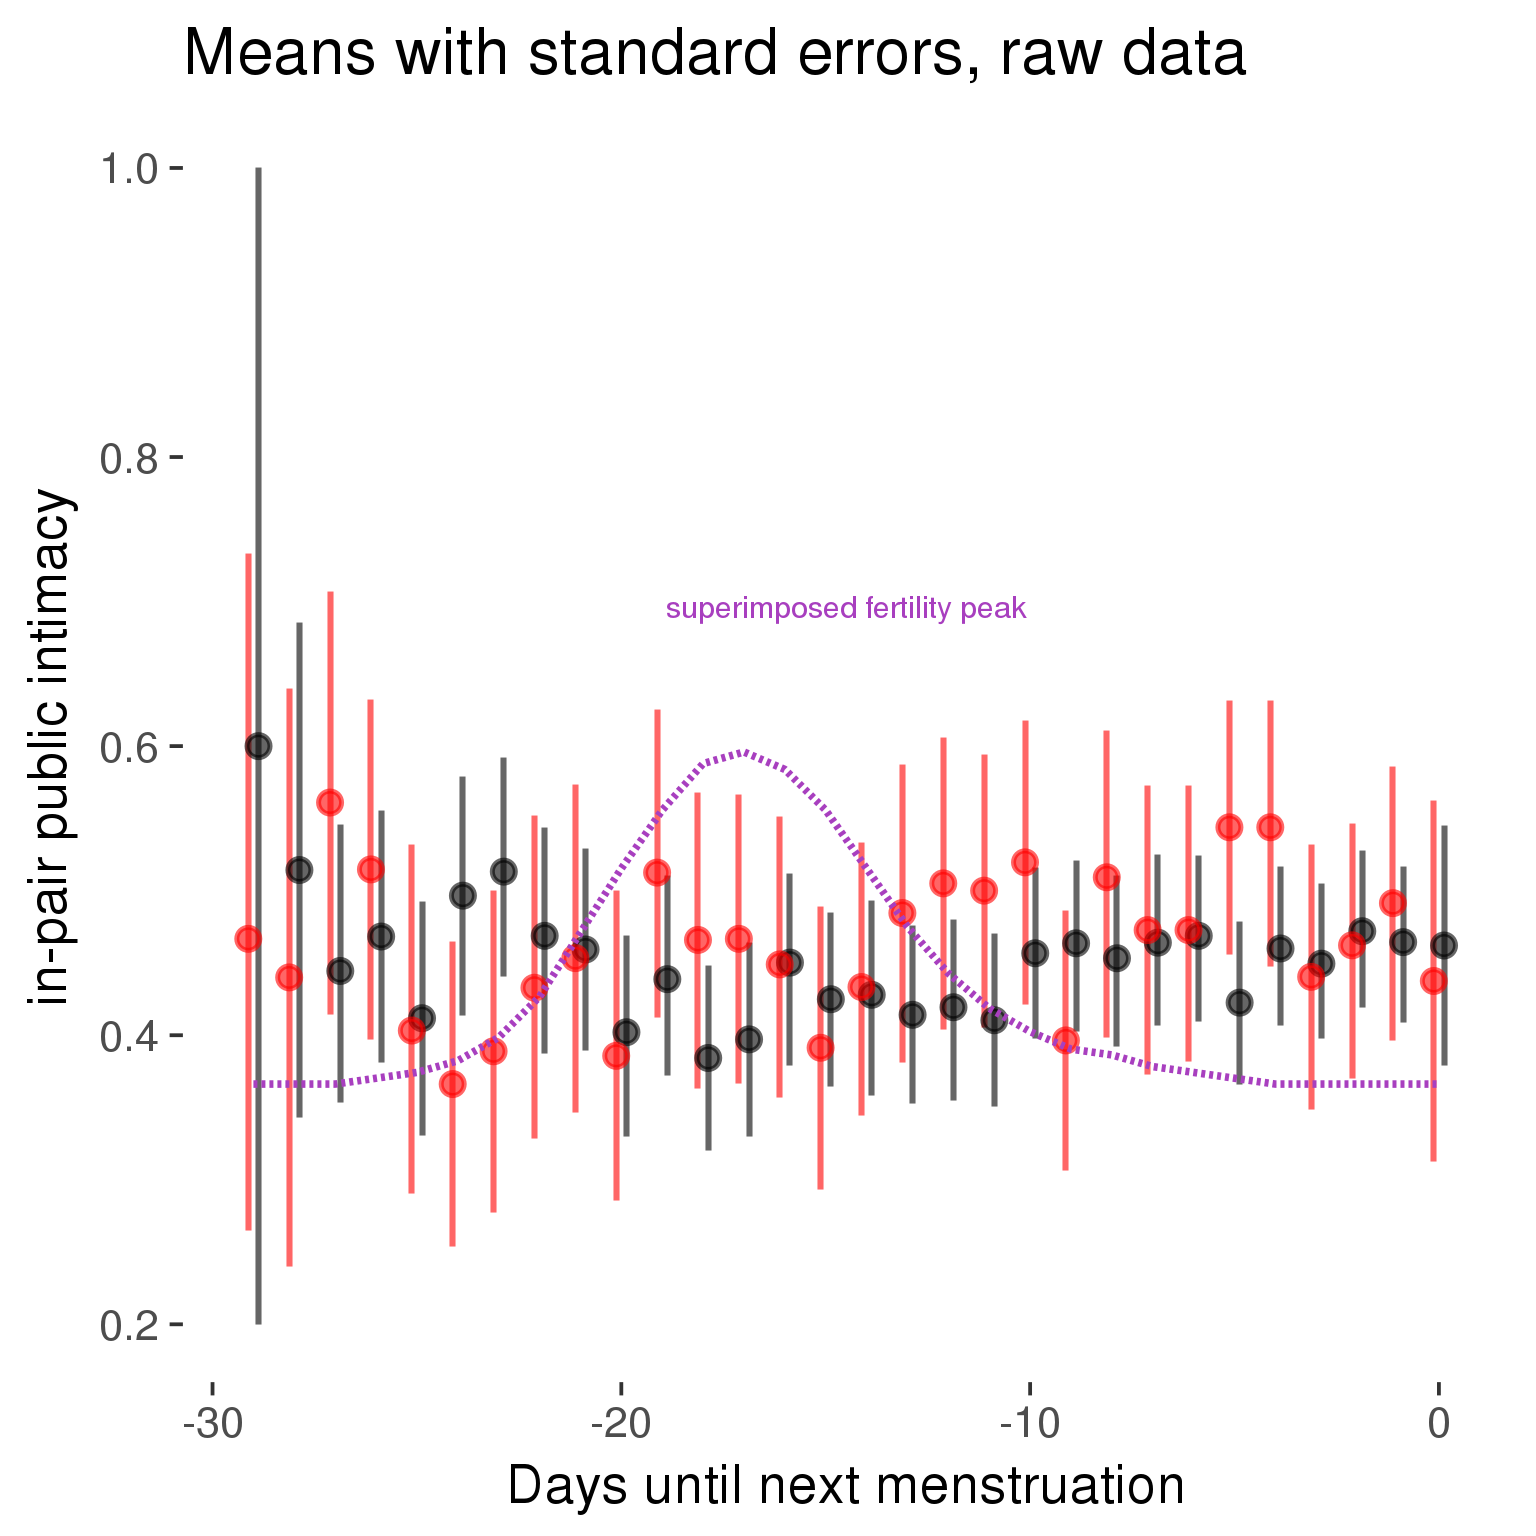 Means with standard errors, raw data
1.0
0.8
0.6
0.4
0.2
in-pair public intimacy
superimposed fertility peak
-30
-20
-10
0
Days until next menstruation